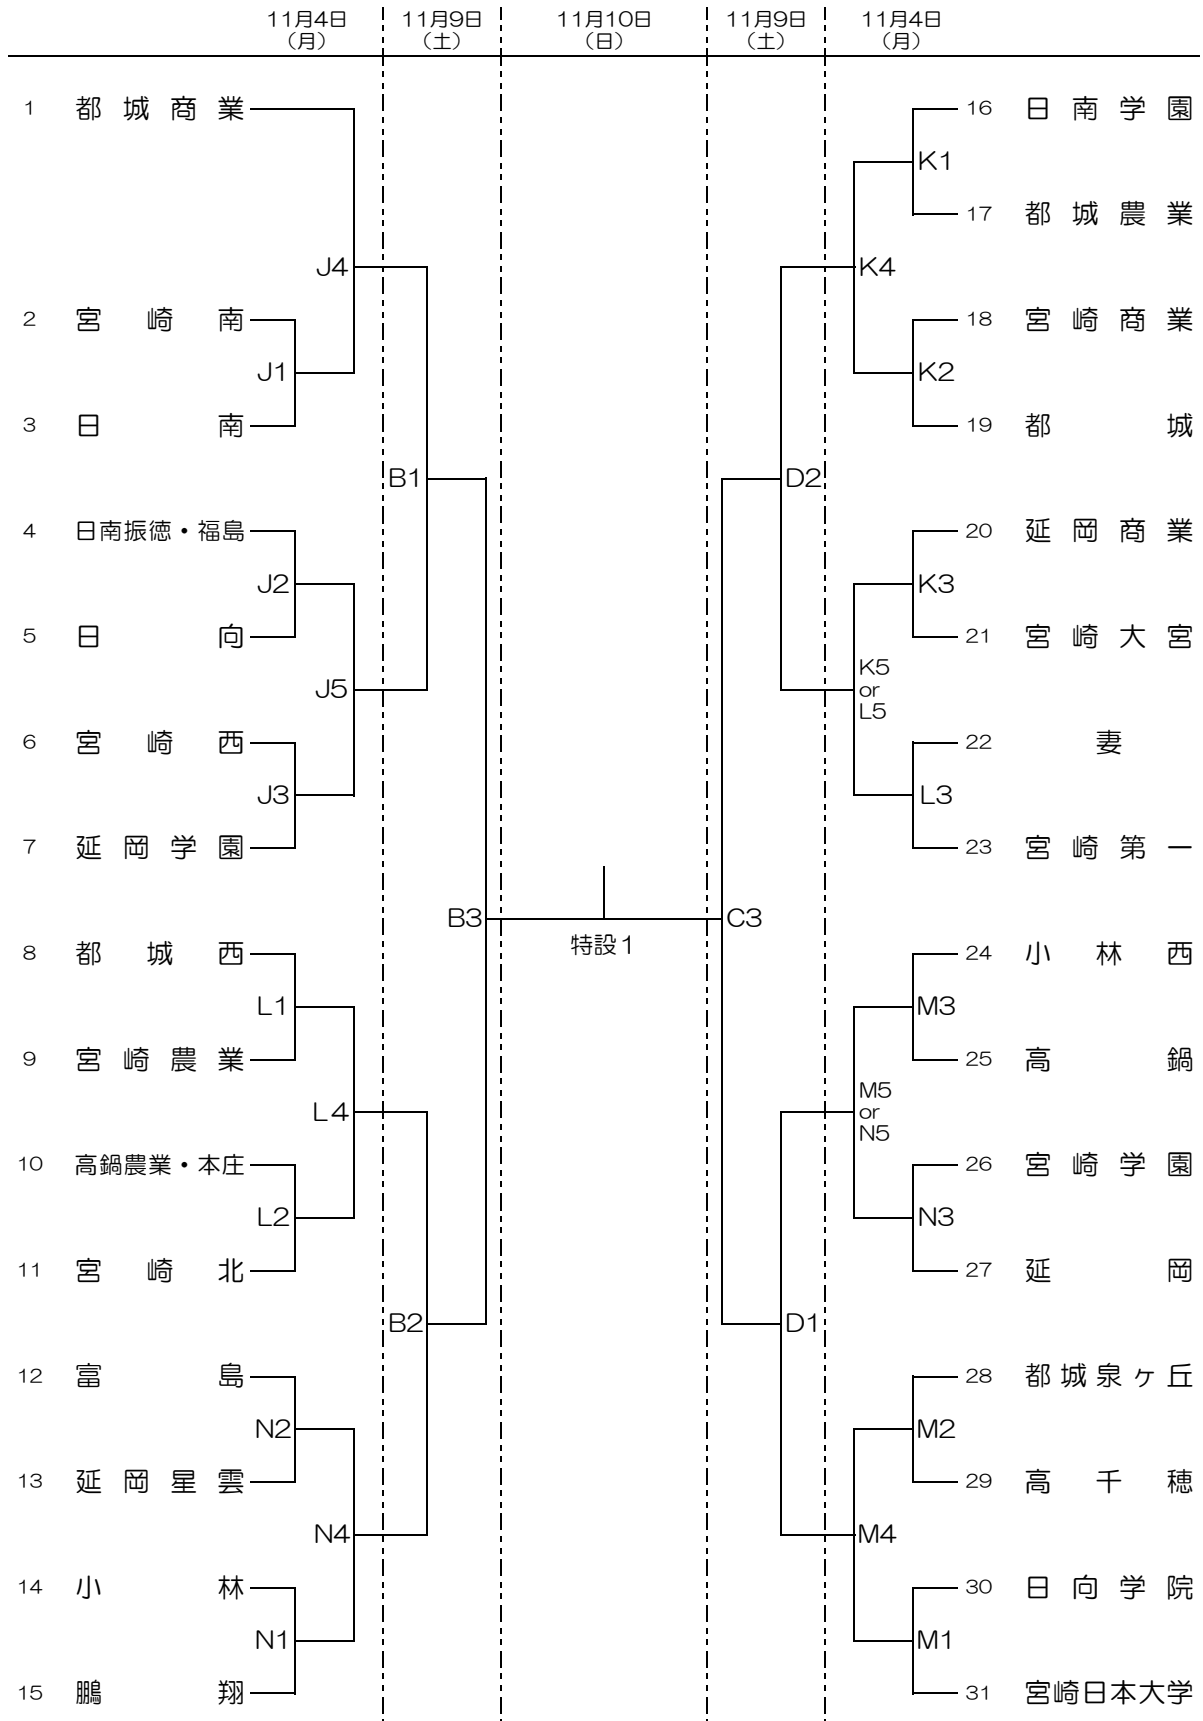 11月4日 11月9日 11月10日 11月9日 11月4日
（月） （土） （日） （土） （月）
1 都城商業 16 日南学園
K1
17 都城農業
J4 K4
2 宮崎南 18 宮崎商業
J1 K2
3 日南 19 都城
B1 D2
4 日南振徳・福島 20 延岡商業
J2 K3
5 日向 21 宮崎大宮
K5
J5 or
L5
6 宮崎西 22 妻
J3 L3
7 延岡学園 23 宮崎第一
B3 C3
特設1
8 都城西 24 小林西
L1 M3
9 宮崎農業 25 高鍋
M5
L4 or
N5
10 高鍋農業・本庄 26 宮崎学園
L2 N3
11 宮崎北 27 延岡
B2 D1
12 富島 28 都城泉ヶ丘
N2 M2
13 延岡星雲 29 高千穂
N4 M4
14 小林 30 日向学院
N1 M1
15 鵬翔 31 宮崎日本大学